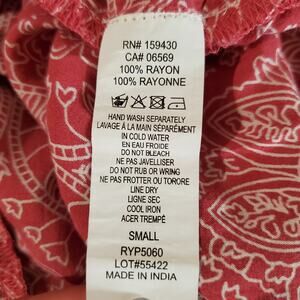 RN# 159430
CA# 06569
100% RAYON
100% RAYONNE
HAND WASH SEPARATELY
LAVAGE À LA MAIN SÉPARÉMENT
IN COLD WATER
EN EAU FROIDE
DO NOT BLEACH
NE PAS JAVELLISER
DO NOT RUB OR WRING
NE PAS FROTTER OU TORORE
LINE DRY
LIGNE SEC
COOL IRON
ACER TREMPÉ
SMALL
RYP5060
LOT#55422
MADE IN INDIA